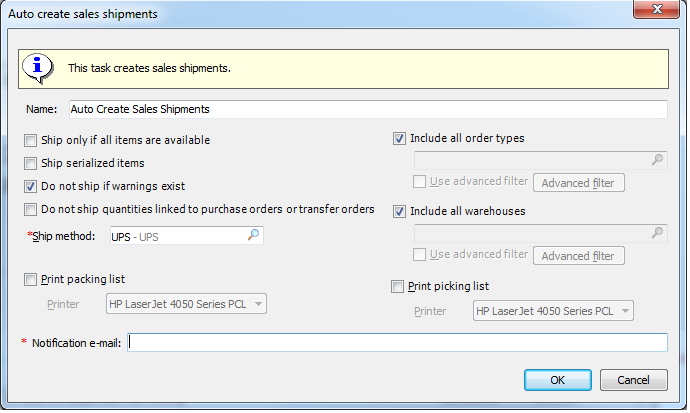 Auto create sales shipments
This task creates sales shipments.
Name: Auto Create Sales Shipments
Ship only if all items are available
Ship serialized items
Do not ship if warnings exist
Do not ship quantities linked to purchase orders or transfer orders
*Ship method: UPS - UPS
Print packing list
Printer HP LaserJet 4050 Series PCL
Include all order types
Use advanced filter Advanced filter
Include all warehouses
Use advanced filter Advanced filter
Print picking list
Printer HP LaserJet 4050 Series PCL
* Notification e-mail:
OK Cancel